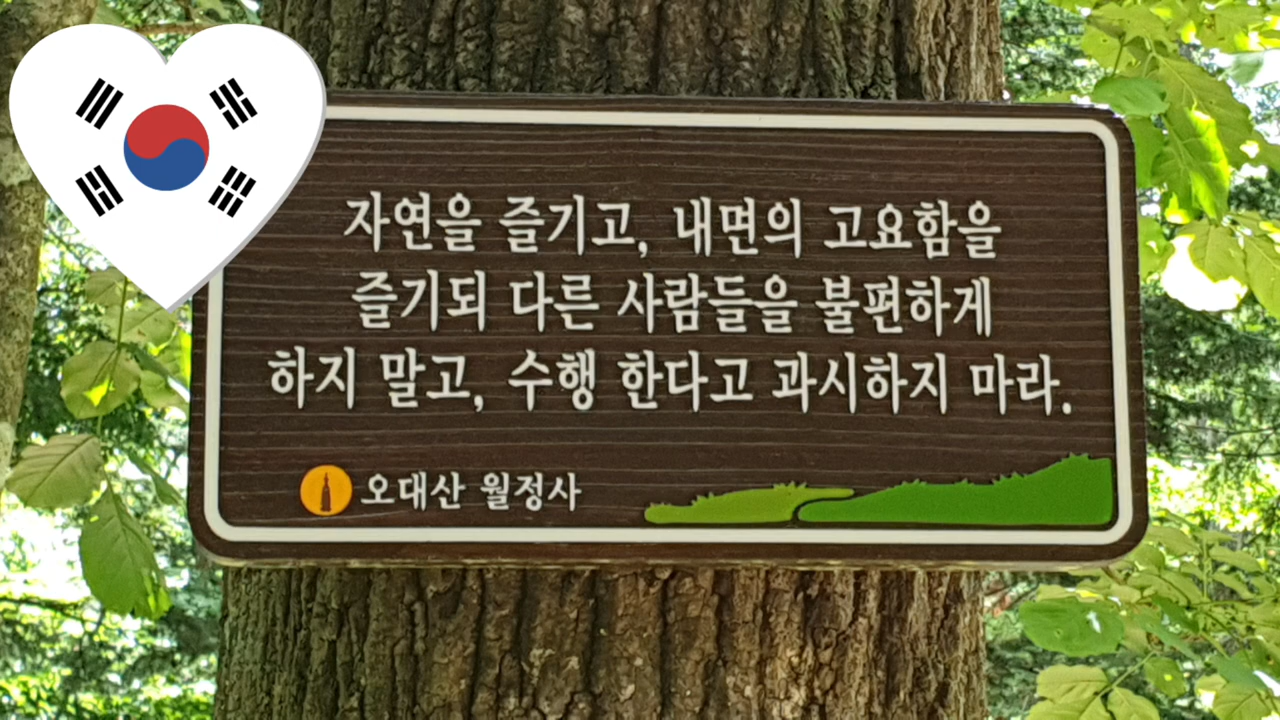 자연을 즐기고, 내면의 고요함을
즐기되 다른 사람들을 불편하게
하지 말고, 수행 한다고 과시하지 마라.
오대산 월정사